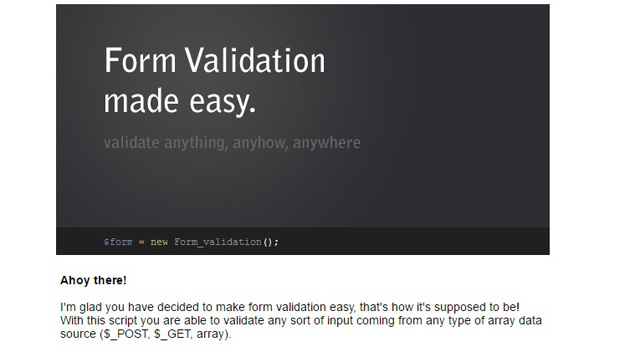 Form Validation
made easy.
validate anything, anyhow, anywhere
$form = new Form_validation();
Ahoy there!
I'm glad you have decided to make form validation easy, that's how it's supposed to be!
With this script you are able to validate any sort of input coming from any type of array data
source ($_POST, $_GET, array).